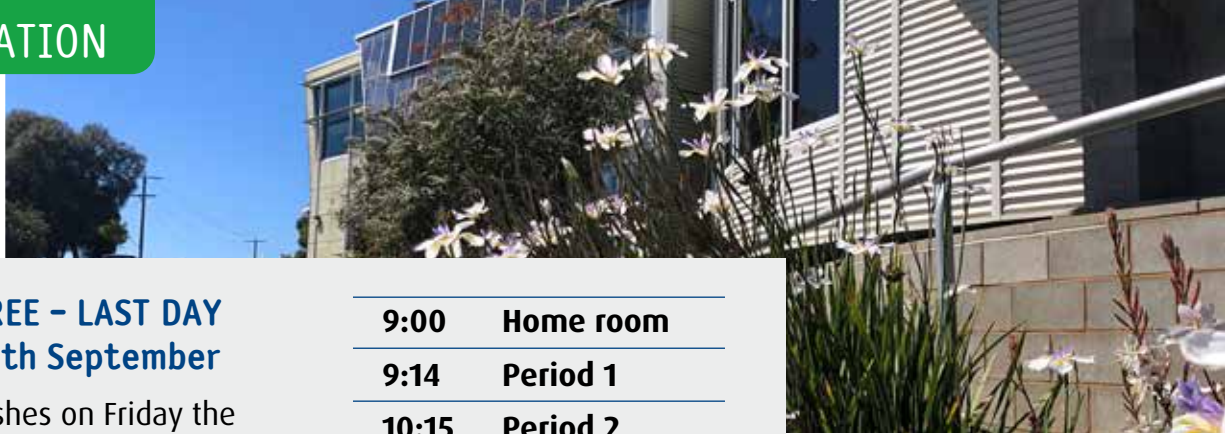 ATION
REE – LAST DAY
th September
shes on Friday the
9:00 Home room
9:14 Period 1
10:15 Period 2